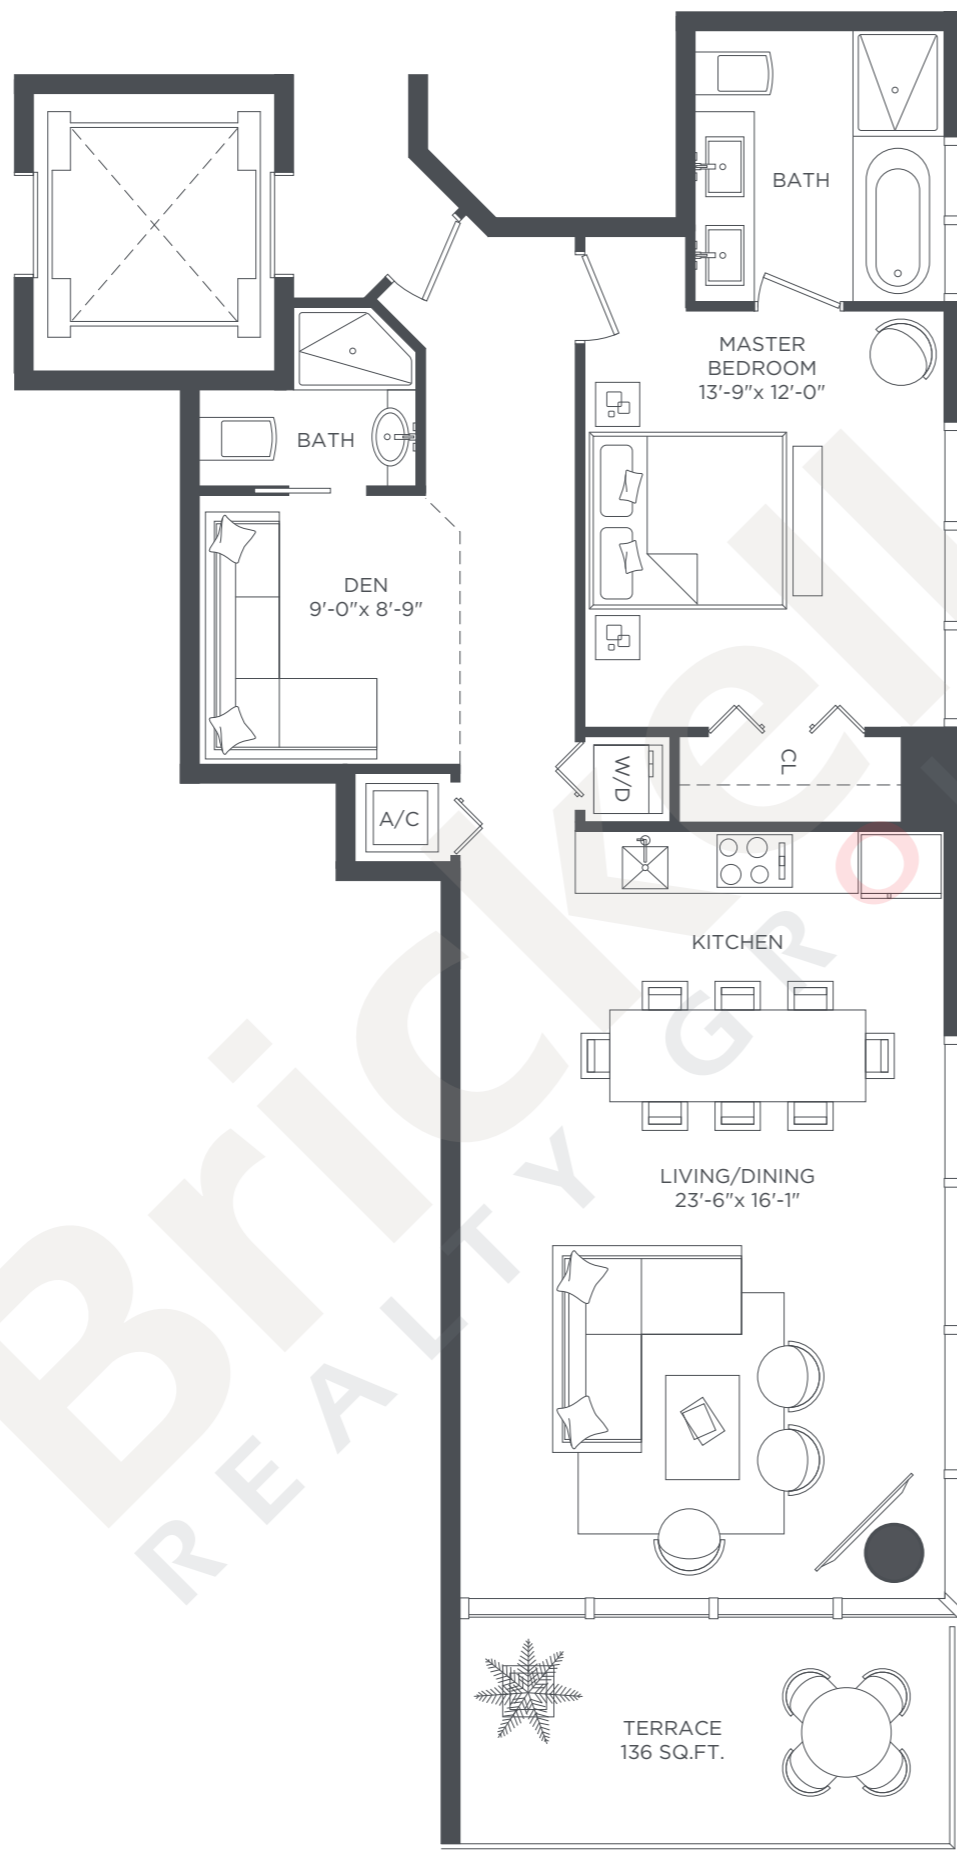 BATH
MASTER
BEDROOM
13'-9"x 12'-0"
BATH
DEN
9'-0"x 8'-9"
W/D
CL
A/C
KITCHEN
LIVING/DINING
23'-6"x 16'-1"
TERRACE
136 SQ.FT.
Brickell
REALTY GRO